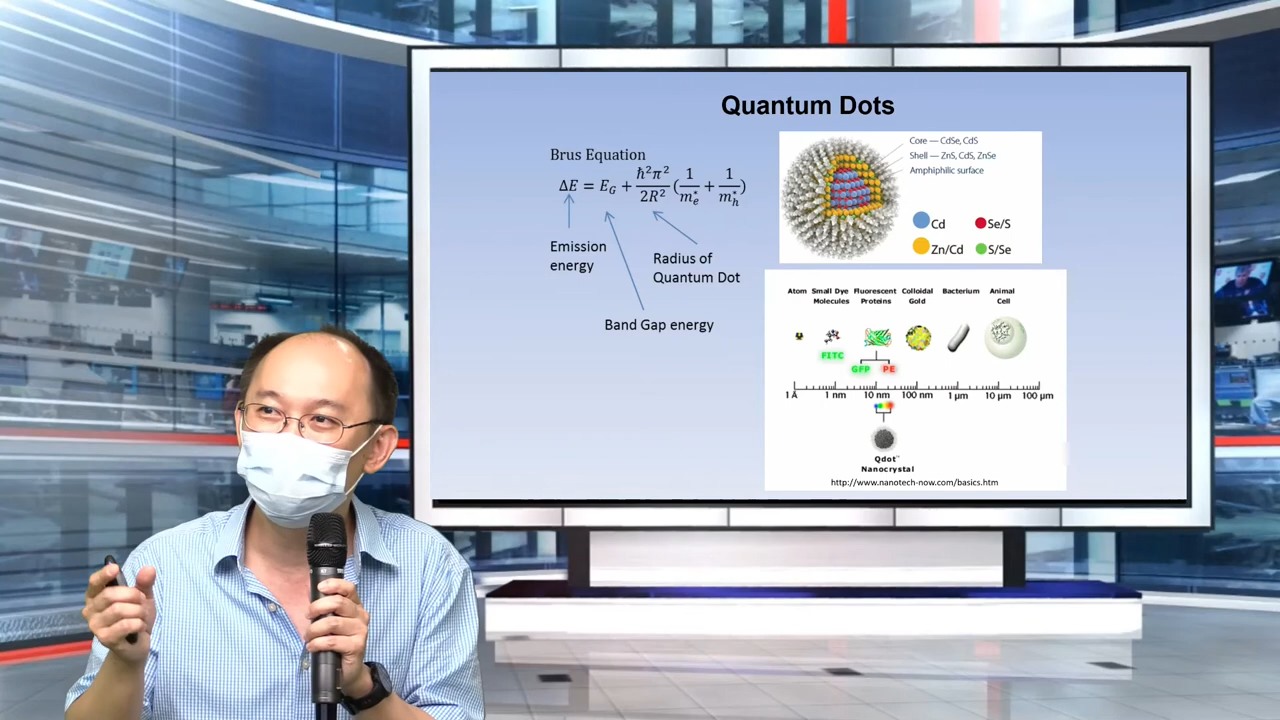 Quantum Dots
Brus Equation
ΔE = E_G + ħ²π²/2R² (1/m_e* + 1/m_h*)
Emission
energy
Radius of
Quantum Dot
Band Gap energy
Core — CdSe, CdS
Shell — ZnS, CdS, ZnSe
Amphiphilic surface
Cd
Se/S
Zn/Cd
S/Se
Atom
Small Dye
Molecules
Fluorescent
Proteins
Colloidal
Gold
Bacterium
Animal
Cell
FITC
GFP
PE
1 Å 1 nm 10 nm 100 nm 1 µm 10 µm 100 µm
Qdot™
Nanocrystal
http://www.nanotech-now.com/basics.htm